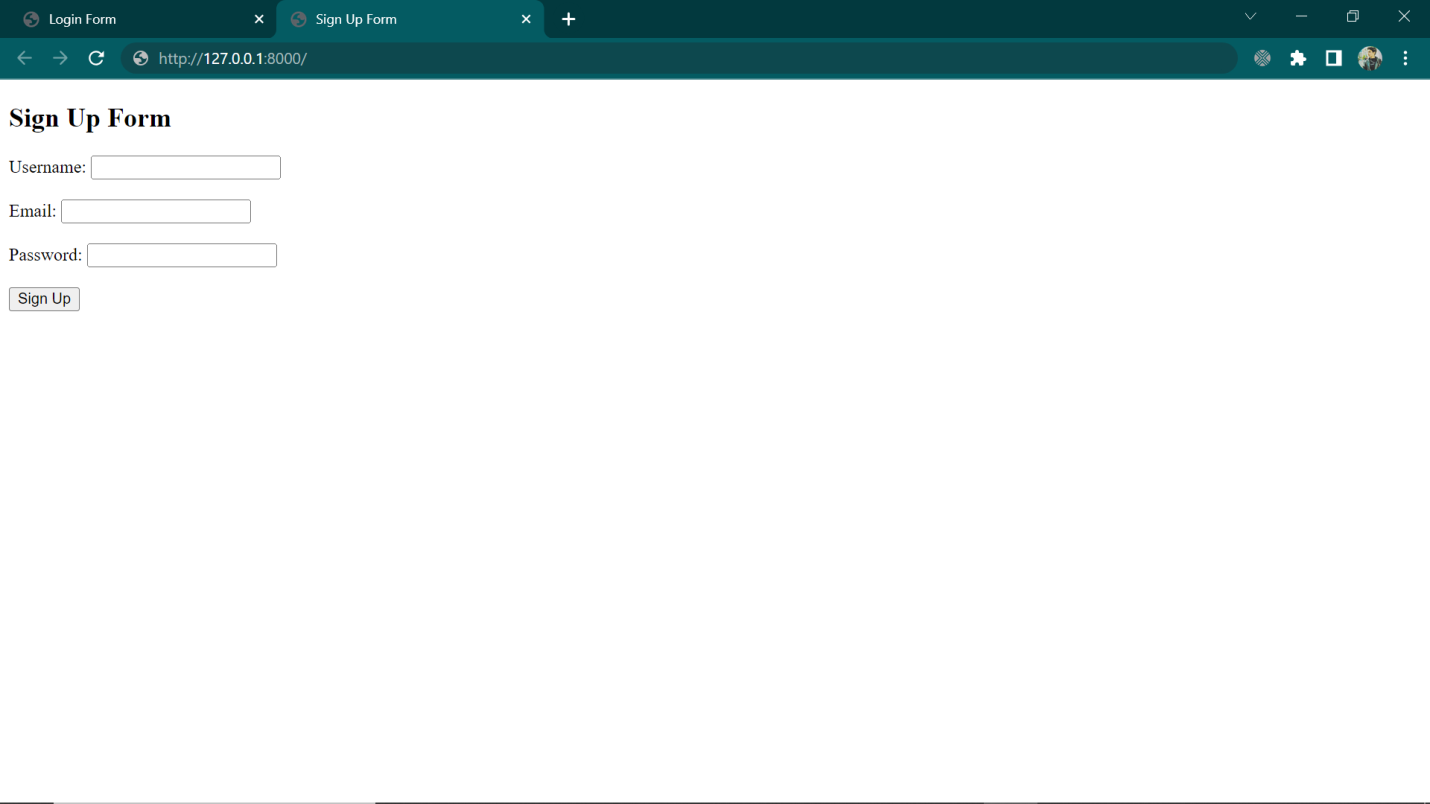 Login Form
Sign Up Form
http://127.0.0.1:8000/
Sign Up Form
Username:
Email:
Password:
Sign Up